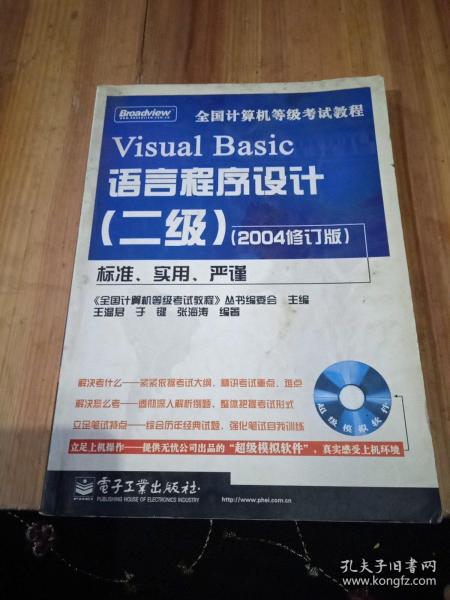 Broadview
WWW.BROADVIEW.COM.CN
全国计算机等级考试教程
Visual Basic
语言程序设计
(二级)(2004修订版)
标准、实用、严谨
《全国计算机等级考试教程》丛书编委会 主编
王温君 于键 张海涛 编著
解决考什么——紧紧依据考试大纲、精讲考试重点、难点
解决怎么考——透彻深入解析例题、整体把握考试形式
立足笔试特点——综合历年经典试题、强化笔试自我训练
立足上机操作——提供无忧公司出品的“超级模拟软件”,真实感受上机环境
超级模拟软件
電子工業出版社
PUBLISHING HOUSE OF ELECTRONICS INDUSTRY
http://www.phei.com.cn
孔夫子旧书网
www.kongfz.com